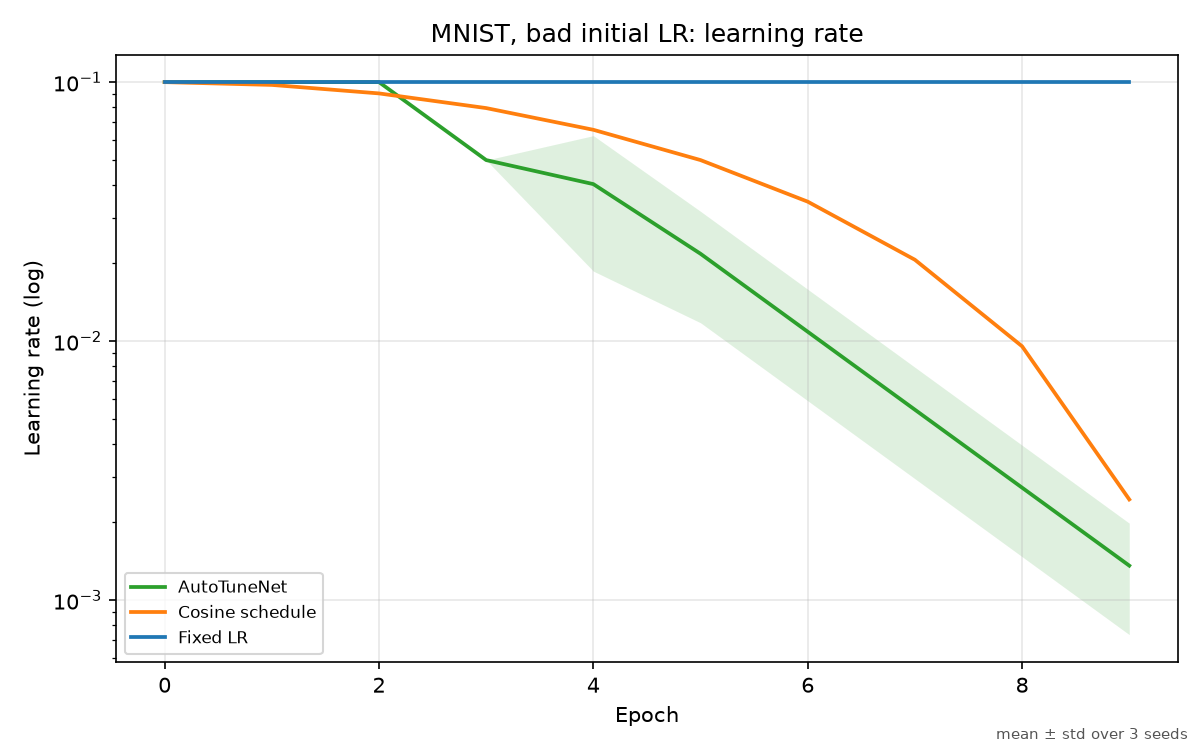 MNIST, bad initial LR: learning rate
Learning rate (log)
10⁻¹
10⁻²
10⁻³
AutoTuneNet
Cosine schedule
Fixed LR
0 2 4 6 8
Epoch
mean ± std over 3 seeds